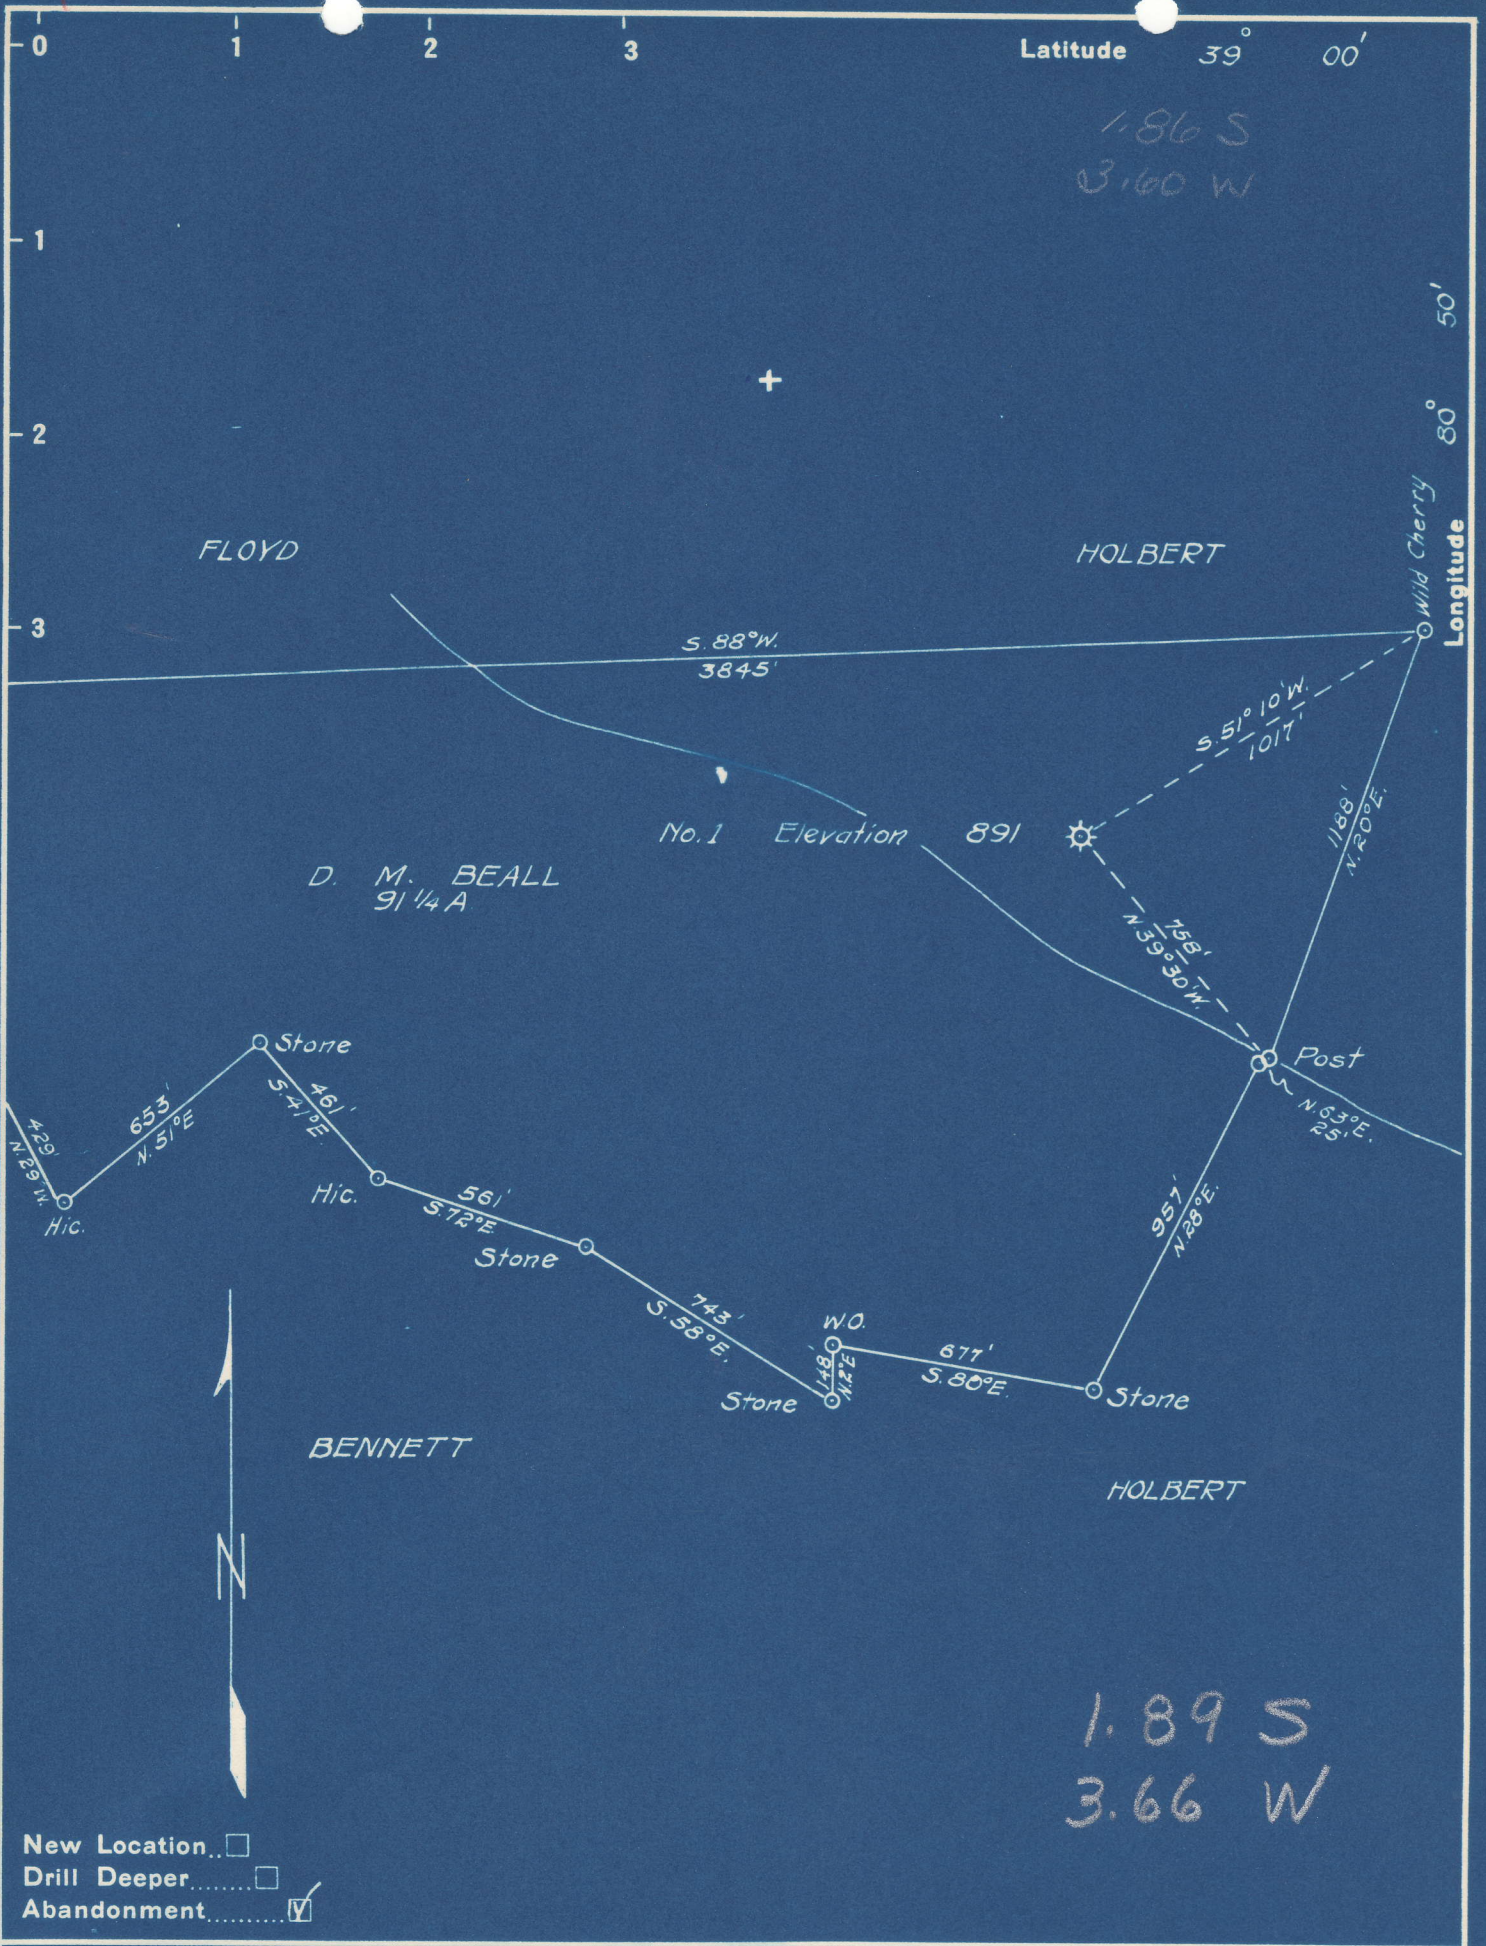 0 1 2 3 Latitude 39° 00'
1.86 S
3.60 W
1
50'
80°
Longitude
2
Wild Cherry
FLOYD
HOLBERT
3
S. 88° W.
3845'
S. 51° 10' W.
1017'
1188'
N. 20° E.
No. 1 Elevation 891
D. M. BEALL
91 1/4 A
758'
N. 39° 30' W.
Stone
Post
N. 63° E.
25'
653'
N. 51° E
461'
S. 41° E
429'
N. 29° W.
Hic.
Hic.
561'
S. 72° E.
Stone
957'
N. 28° E.
743'
S. 58° E.
W.O.
148'
N. 2° E
677'
S. 80° E.
Stone
Stone
BENNETT
HOLBERT
N
1.89 S
3.66 W
New Location..
Drill Deeper........
Abandonment..........